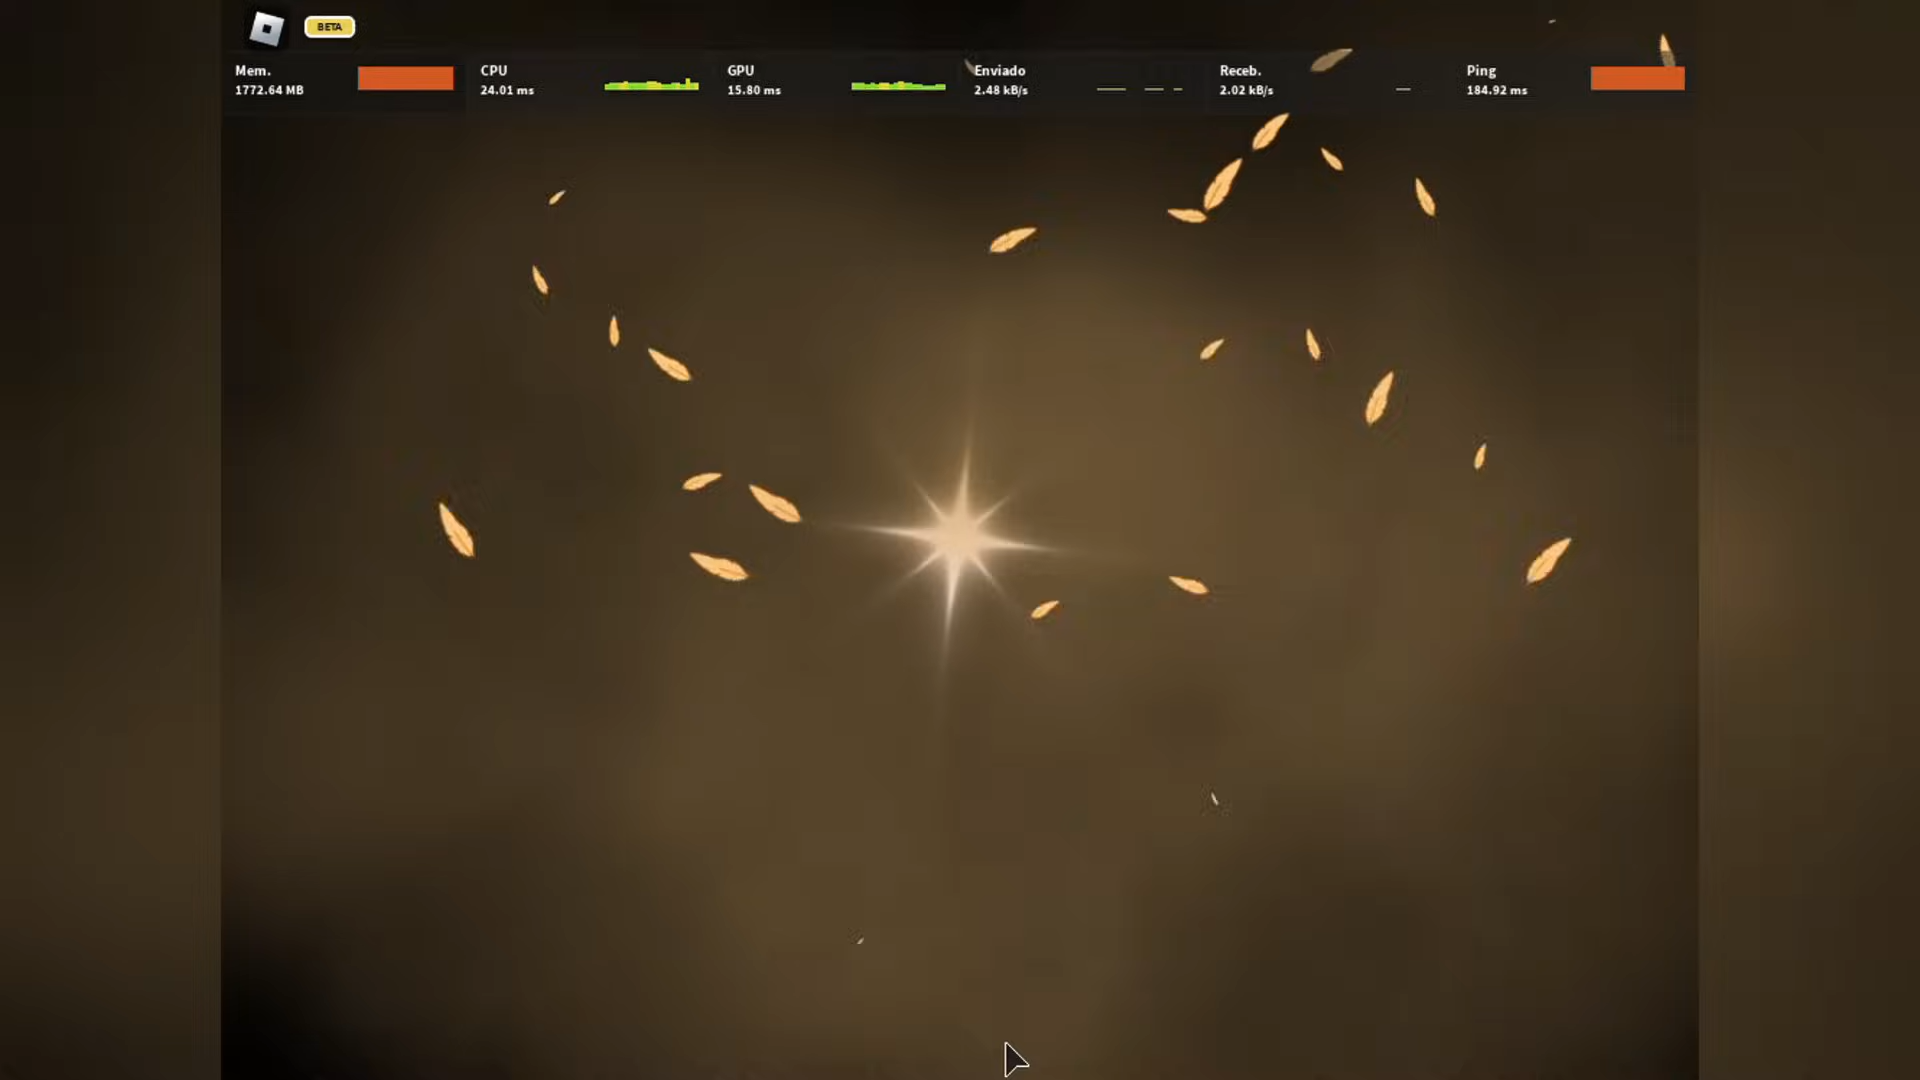 BETA
Mem. CPU GPU Enviado Receb. Ping
1772.64 MB 24.01 ms 15.80 ms 2.48 kB/s 2.02 kB/s 184.92 ms